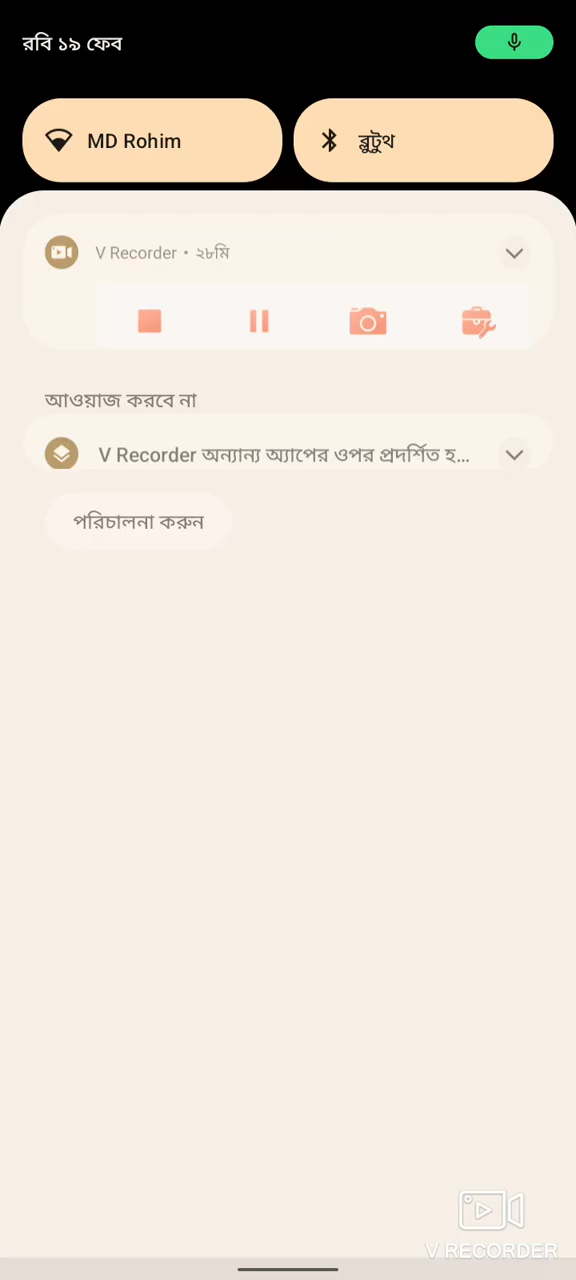 রবি ১৯ ফেব
MD Rohim
ব্লুটুথ
V Recorder • ২৮মি
আওয়াজ করবে না
V Recorder অন্যান্য অ্যাপের ওপর প্রদর্শিত হ...
পরিচালনা করুন
V RECORDER